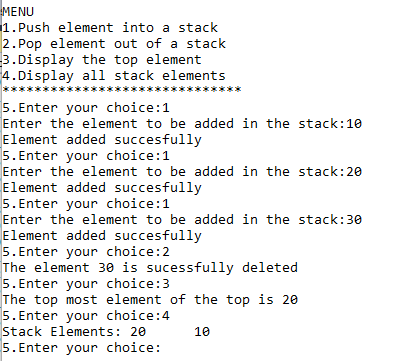 MENU
1.Push element into a stack
2.Pop element out of a stack
3.Display the top element
4.Display all stack elements
******************************
5.Enter your choice:1
Enter the element to be added in the stack:10
Element added succesfully
5.Enter your choice:1
Enter the element to be added in the stack:20
Element added succesfully
5.Enter your choice:1
Enter the element to be added in the stack:30
Element added succesfully
5.Enter your choice:2
The element 30 is sucessfully deleted
5.Enter your choice:3
The top most element of the top is 20
5.Enter your choice:4
Stack Elements: 20      10
5.Enter your choice: